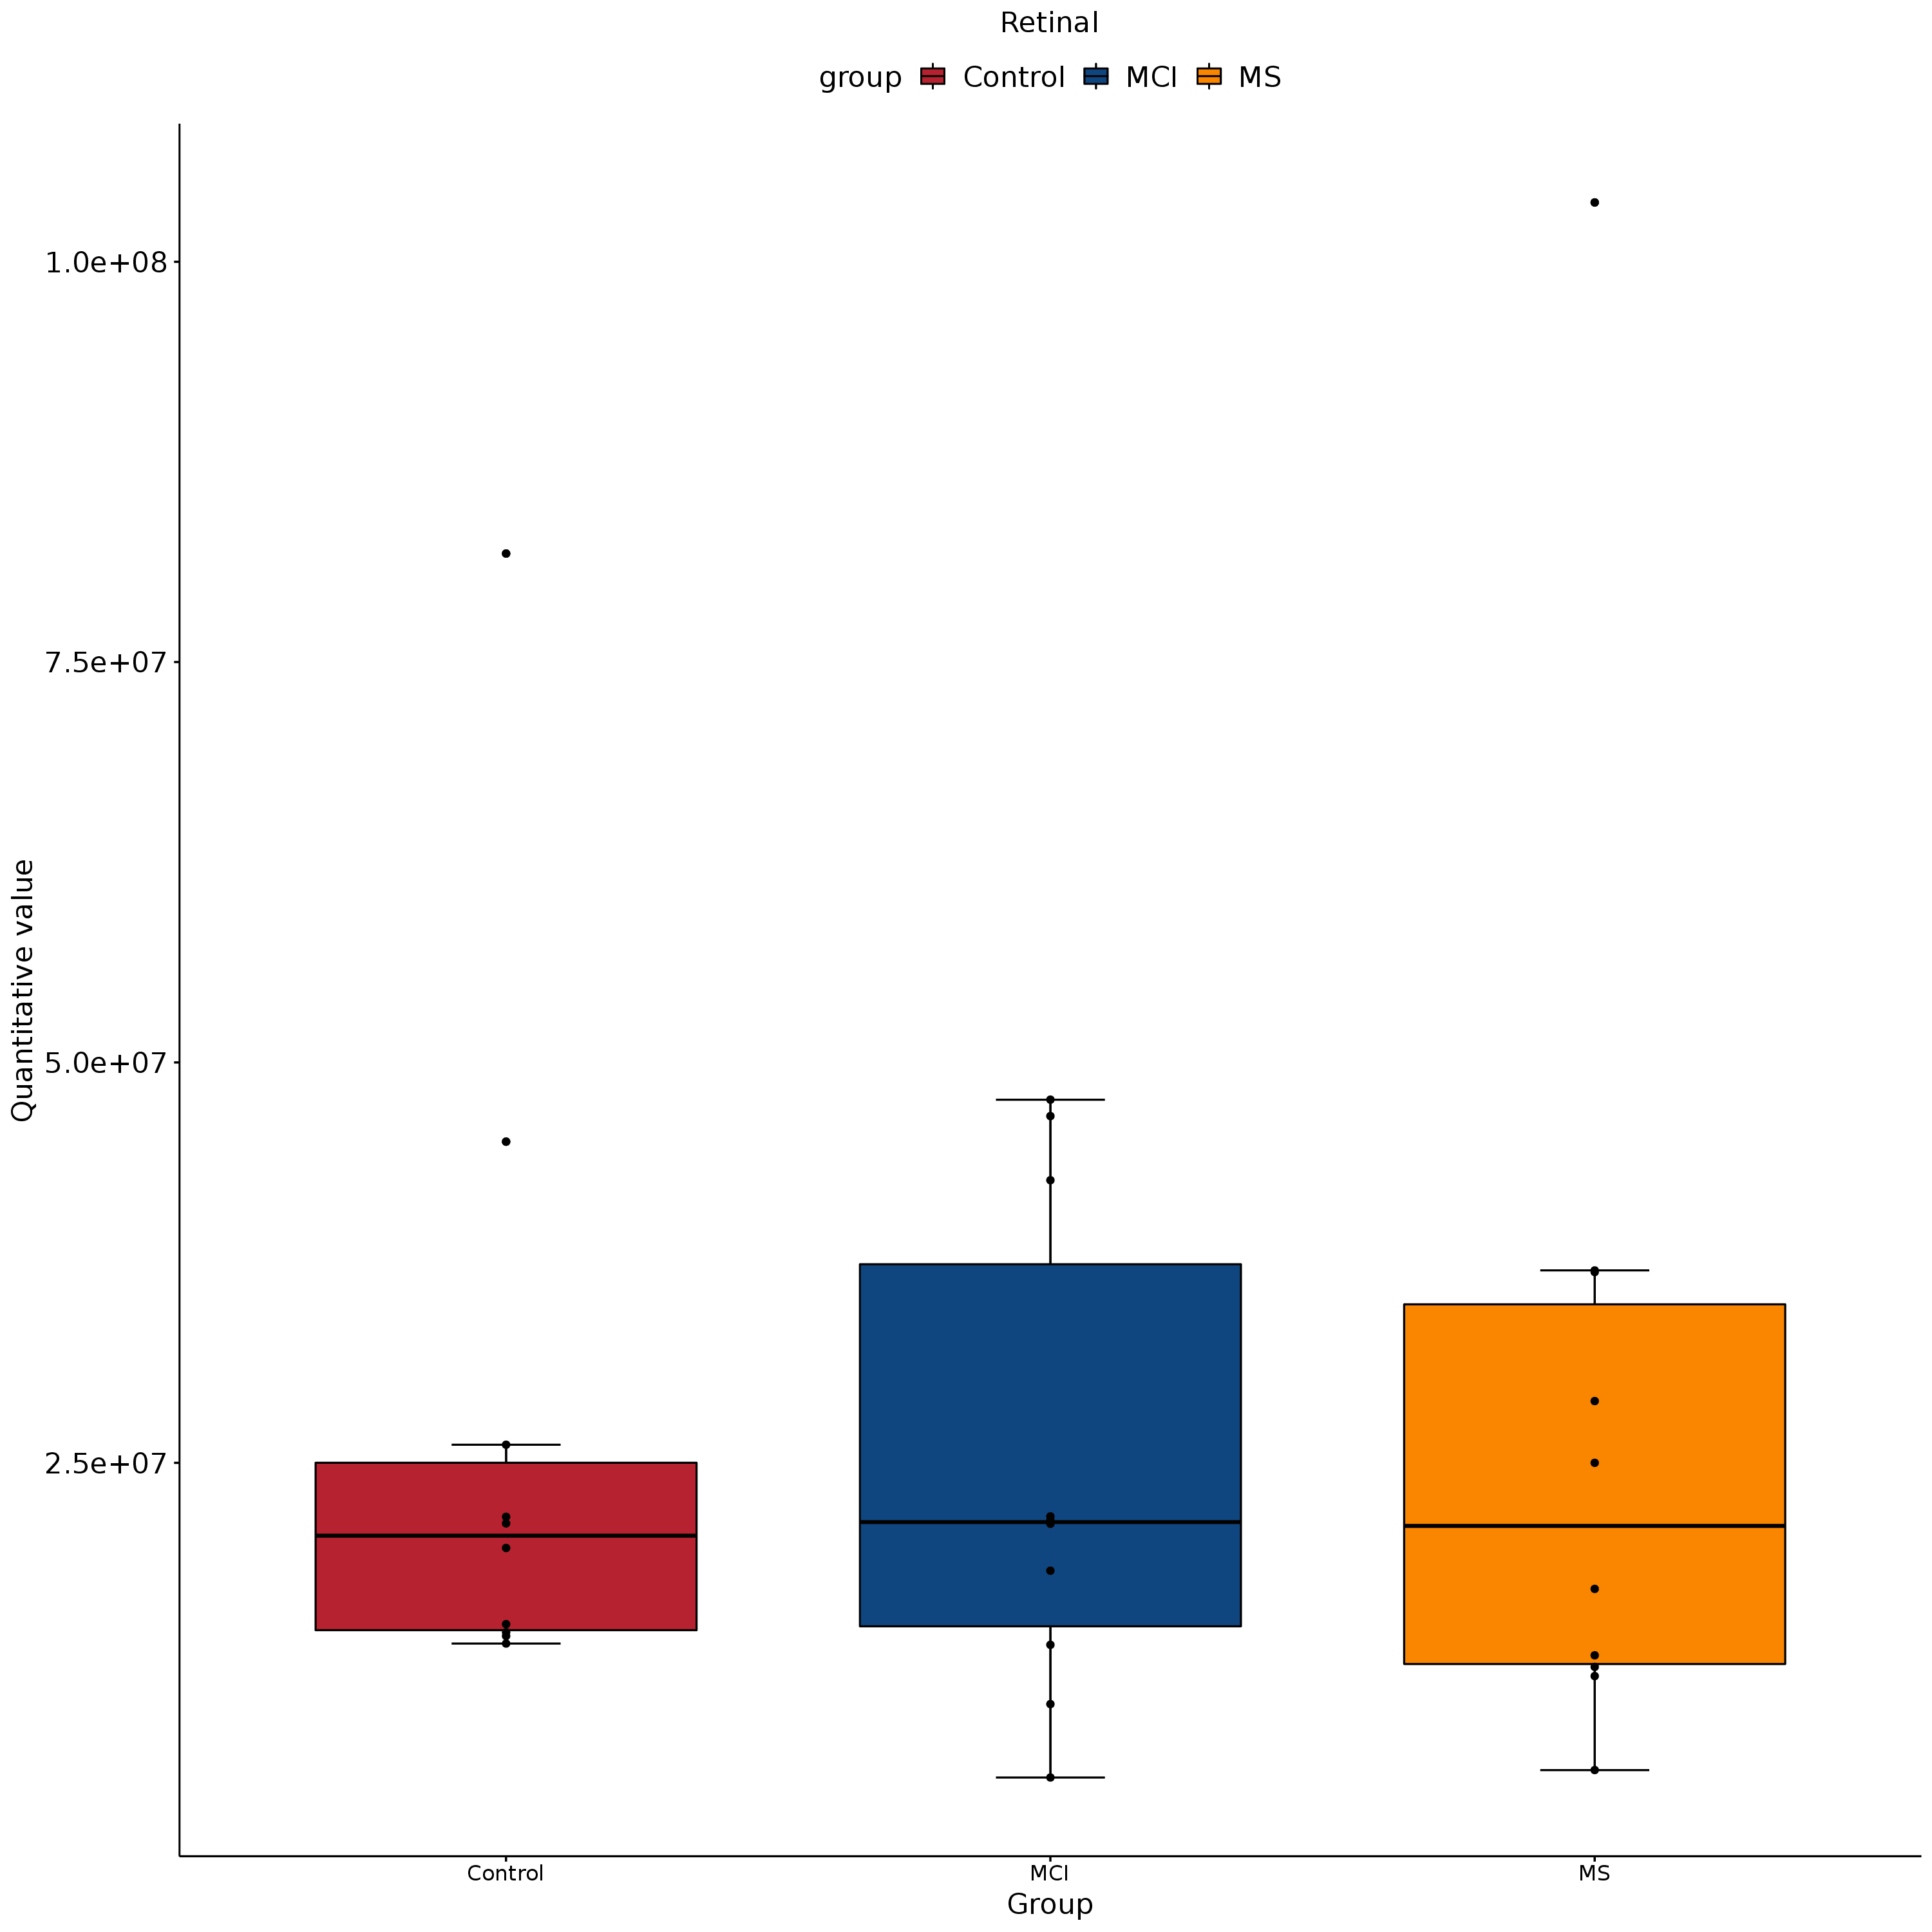 Retinal
group Control MCI MS
Quantitative value
1.0e+08
7.5e+07
5.0e+07
2.5e+07
Control MCI MS
Group